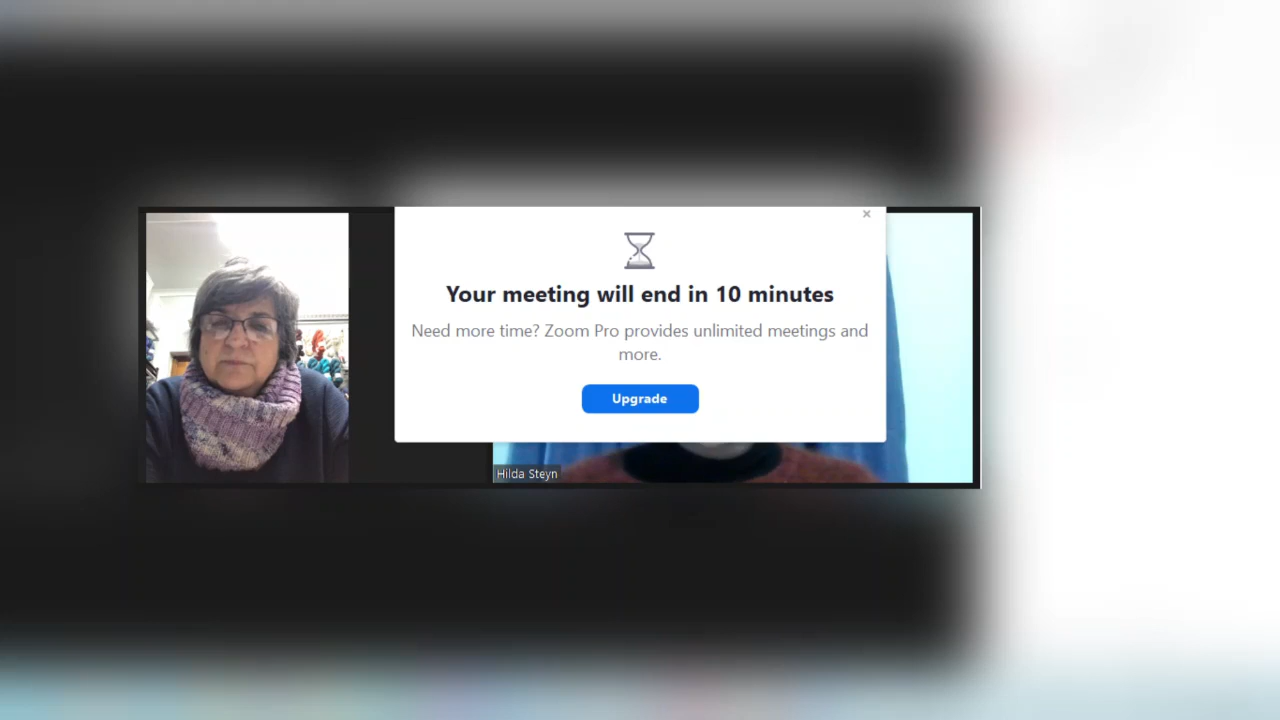 Your meeting will end in 10 minutes
Need more time? Zoom Pro provides unlimited meetings and
more.
Upgrade
Hilda Steyn